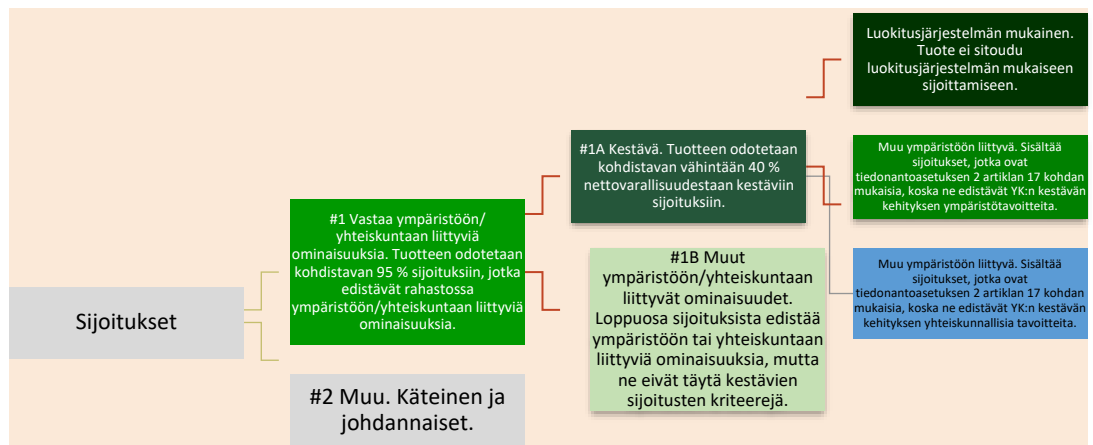 Sijoitukset
#1 Vastaa ympäristöön/
yhteiskuntaan liittyviä
ominaisuuksia. Tuotteen odotetaan
kohdistavan 95 % sijoituksiin, jotka
edistävät rahastossa
ympäristöön/yhteiskuntaan liittyviä
ominaisuuksia.
#2 Muu. Käteinen ja
johdannaiset.
#1A Kestävä. Tuotteen odotetaan
kohdistavan vähintään 40 %
nettovarallisuudestaan kestäviin
sijoituksiin.
#1B Muut
ympäristöön/yhteiskuntaan
liittyvät ominaisuudet.
Loppuosa sijoituksista edistää
ympäristöön tai yhteiskuntaan
liittyviä ominaisuuksia, mutta
ne eivät täytä kestävien
sijoitusten kriteerejä.
Luokitusjärjestelmän mukainen.
Tuote ei sitoudu
luokitusjärjestelmän mukaiseen
sijoittamiseen.
Muu ympäristöön liittyvä. Sisältää
sijoitukset, jotka ovat
tiedonantoasetuksen 2 artiklan 17 kohdan
mukaisia, koska ne edistävät YK:n kestävän
kehityksen ympäristötavoitteita.
Muu ympäristöön liittyvä. Sisältää
sijoitukset, jotka ovat
tiedonantoasetuksen 2 artiklan 17 kohdan
mukaisia, koska ne edistävät YK:n kestävän
kehityksen yhteiskunnallisia tavoitteita.